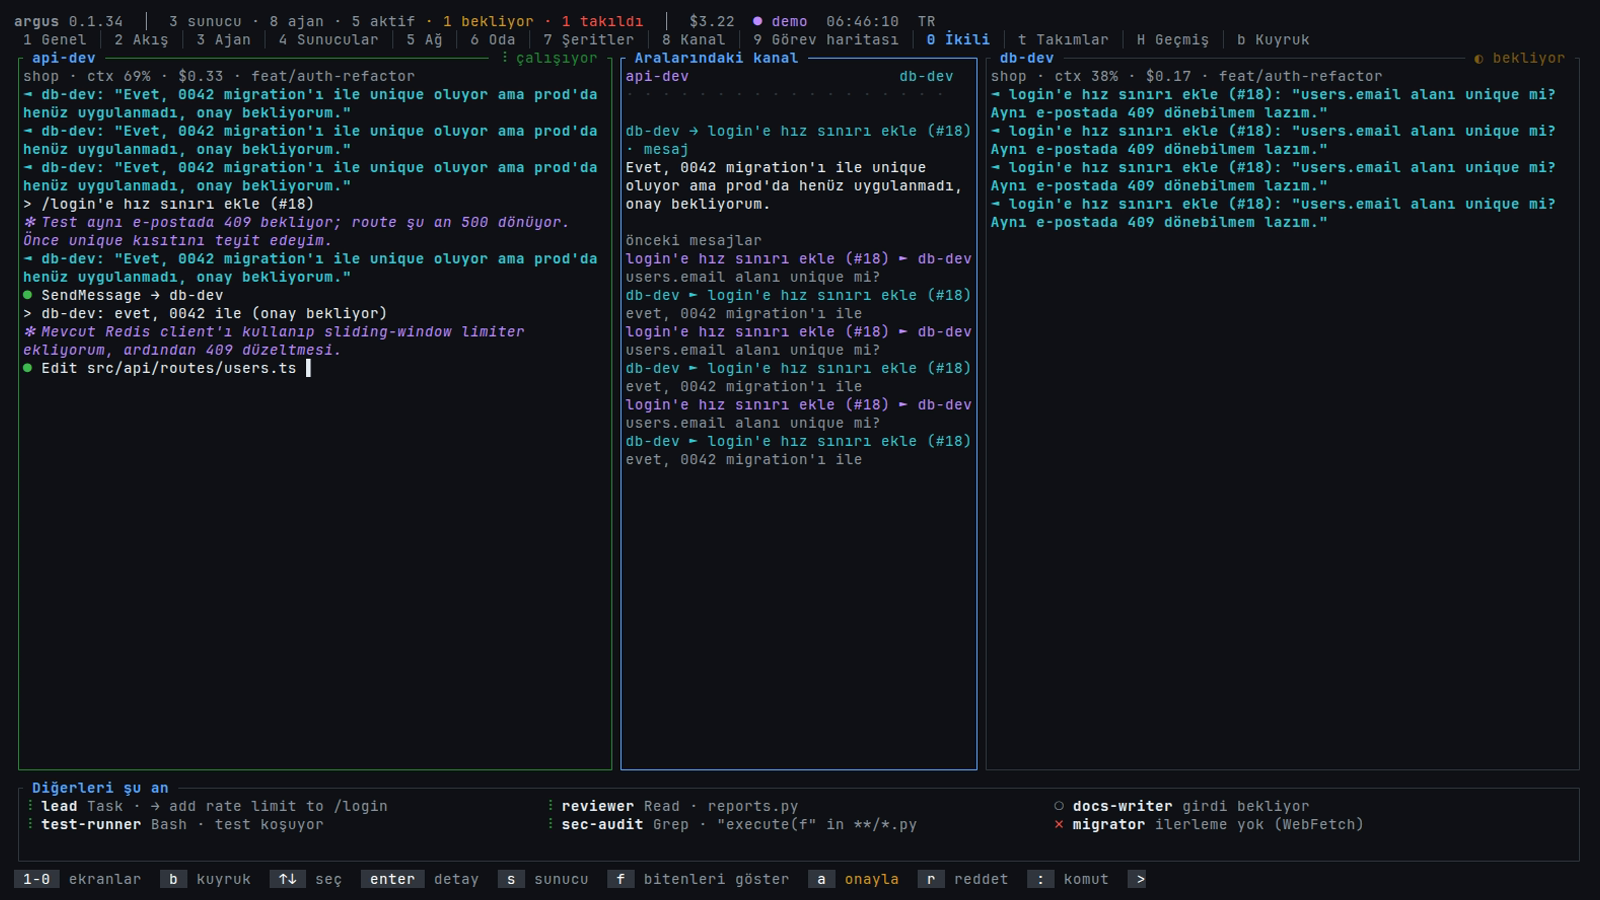 argus 0.1.34 │ 3 sunucu · 8 ajan · 5 aktif · 1 bekliyor · 1 takıldı │ $3.22 ● demo 06:46:10 TR
1 Genel │ 2 Akış │ 3 Ajan │ 4 Sunucular │ 5 Ağ │ 6 Oda │ 7 Şeritler │ 8 Kanal │ 9 Görev haritası │ 0 İkili │ t Takımlar │ H Geçmiş │ b Kuyruk
api-dev ⋮ çalışıyor
shop · ctx 69% · $0.33 · feat/auth-refactor
◄ db-dev: "Evet, 0042 migration'ı ile unique oluyor ama prod'da
henüz uygulanmadı, onay bekliyorum."
◄ db-dev: "Evet, 0042 migration'ı ile unique oluyor ama prod'da
henüz uygulanmadı, onay bekliyorum."
◄ db-dev: "Evet, 0042 migration'ı ile unique oluyor ama prod'da
henüz uygulanmadı, onay bekliyorum."
> /login'e hız sınırı ekle (#18)
✻ Test aynı e-postada 409 bekliyor; route şu an 500 dönüyor.
Önce unique kısıtını teyit edeyim.
◄ db-dev: "Evet, 0042 migration'ı ile unique oluyor ama prod'da
henüz uygulanmadı, onay bekliyorum."
● SendMessage → db-dev
> db-dev: evet, 0042 ile (onay bekliyor)
✻ Mevcut Redis client'ı kullanıp sliding-window limiter
ekliyorum, ardından 409 düzeltmesi.
● Edit src/api/routes/users.ts
Aralarındaki kanal
api-dev db-dev
db-dev → login'e hız sınırı ekle (#18)
· mesaj
Evet, 0042 migration'ı ile unique
oluyor ama prod'da henüz uygulanmadı,
onay bekliyorum.
önceki mesajlar
login'e hız sınırı ekle (#18) ► db-dev
users.email alanı unique mi?
db-dev ► login'e hız sınırı ekle (#18)
evet, 0042 migration'ı ile
login'e hız sınırı ekle (#18) ► db-dev
users.email alanı unique mi?
db-dev ► login'e hız sınırı ekle (#18)
evet, 0042 migration'ı ile
login'e hız sınırı ekle (#18) ► db-dev
users.email alanı unique mi?
db-dev ► login'e hız sınırı ekle (#18)
evet, 0042 migration'ı ile
db-dev ◐ bekliyor
shop · ctx 38% · $0.17 · feat/auth-refactor
◄ login'e hız sınırı ekle (#18): "users.email alanı unique mi?
Aynı e-postada 409 dönebilmem lazım."
◄ login'e hız sınırı ekle (#18): "users.email alanı unique mi?
Aynı e-postada 409 dönebilmem lazım."
◄ login'e hız sınırı ekle (#18): "users.email alanı unique mi?
Aynı e-postada 409 dönebilmem lazım."
◄ login'e hız sınırı ekle (#18): "users.email alanı unique mi?
Aynı e-postada 409 dönebilmem lazım."
Diğerleri şu an
⋮ lead Task · → add rate limit to /login ⋮ reviewer Read · reports.py ○ docs-writer girdi bekliyor
⋮ test-runner Bash · test koşuyor ⋮ sec-audit Grep · "execute(f" in **/*.py ✕ migrator ilerleme yok (WebFetch)
1-0 ekranlar b kuyruk ↑↓ seç enter detay s sunucu f bitenleri göster a onayla r reddet : komut >